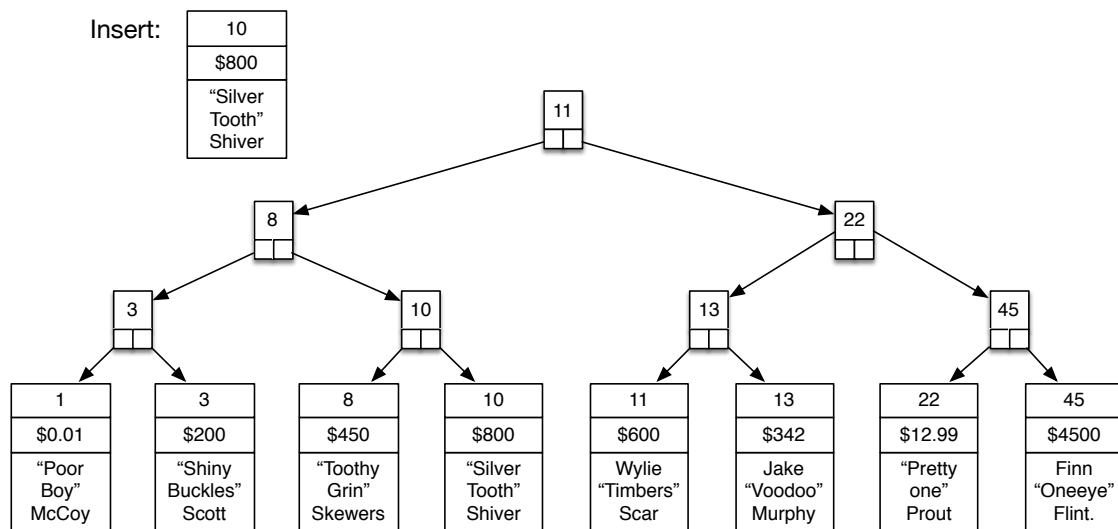 Insert:
10
$800
“Silver
Tooth”
Shiver
11
8
22
3
10
13
45
1
$0.01
“Poor
Boy”
McCoy
3
$200
“Shiny
Buckles”
Scott
8
$450
“Toothy
Grin”
Skewers
10
$800
“Silver
Tooth”
Shiver
11
$600
Wylie
“Timbers”
Scar
13
$342
Jake
“Voodoo”
Murphy
22
$12.99
“Pretty
one”
Prout
45
$4500
Finn
“Oneeye”
Flint.